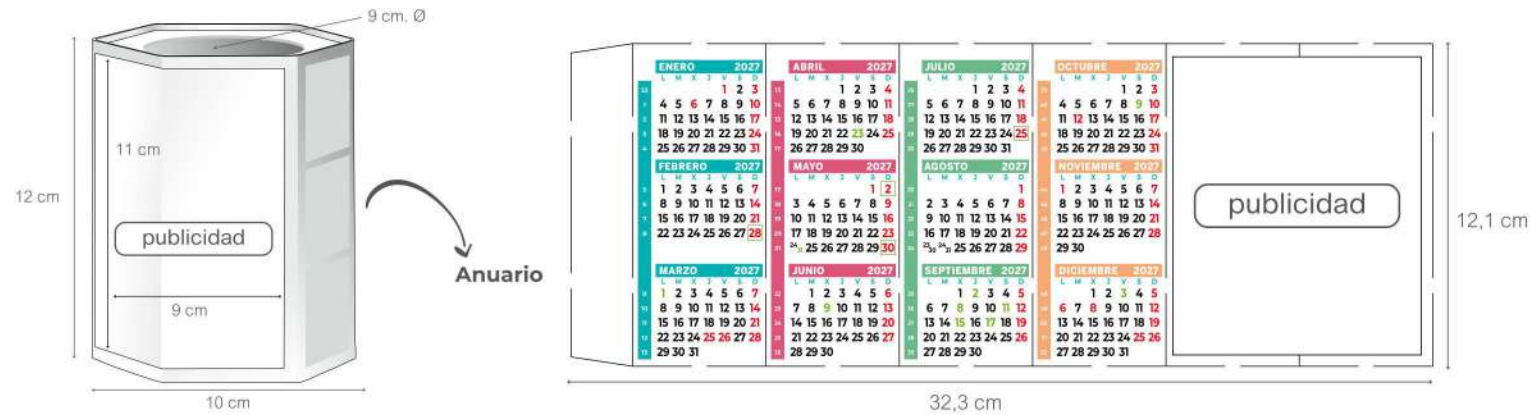 9 cm. Ø
11 cm
12 cm
publicidad
9 cm
10 cm
Anuario
ENERO 2027
L M X J V S D
1 2 3
4 5 6 7 8 9 10
11 12 13 14 15 16 17
18 19 20 21 22 23 24
25 26 27 28 29 30 31
FEBRERO 2027
L M X J V S D
1 2 3 4 5 6 7
8 9 10 11 12 13 14
15 16 17 18 19 20 21
22 23 24 25 26 27 28
MARZO 2027
L M X J V S D
1 2 3 4 5 6 7
8 9 10 11 12 13 14
15 16 17 18 19 20 21
22 23 24 25 26 27 28
29 30 31
ABRIL 2027
L M X J V S D
1 2 3 4
5 6 7 8 9 10 11
12 13 14 15 16 17 18
19 20 21 22 23 24 25
26 27 28 29 30
MAYO 2027
L M X J V S D
1 2
3 4 5 6 7 8 9
10 11 12 13 14 15 16
17 18 19 20 21 22 23
24/31 25 26 27 28 29 30
JUNIO 2027
L M X J V S D
1 2 3 4 5 6
7 8 9 10 11 12 13
14 15 16 17 18 19 20
21 22 23 24 25 26 27
28 29 30
JULIO 2027
L M X J V S D
1 2 3 4
5 6 7 8 9 10 11
12 13 14 15 16 17 18
19 20 21 22 23 24 25
26 27 28 29 30 31
AGOSTO 2027
L M X J V S D
1
2 3 4 5 6 7 8
9 10 11 12 13 14 15
16 17 18 19 20 21 22
23/30 24/31 25 26 27 28 29
SEPTIEMBRE 2027
L M X J V S D
1 2 3 4 5
6 7 8 9 10 11 12
13 14 15 16 17 18 19
20 21 22 23 24 25 26
27 28 29 30
OCTUBRE 2027
L M X J V S D
1 2 3
4 5 6 7 8 9 10
11 12 13 14 15 16 17
18 19 20 21 22 23 24
25 26 27 28 29 30 31
NOVIEMBRE 2027
L M X J V S D
1 2 3 4 5 6 7
8 9 10 11 12 13 14
15 16 17 18 19 20 21
22 23 24 25 26 27 28
29 30
DICIEMBRE 2027
L M X J V S D
1 2 3 4 5
6 7 8 9 10 11 12
13 14 15 16 17 18 19
20 21 22 23 24 25 26
27 28 29 30 31
publicidad
12,1 cm
32,3 cm